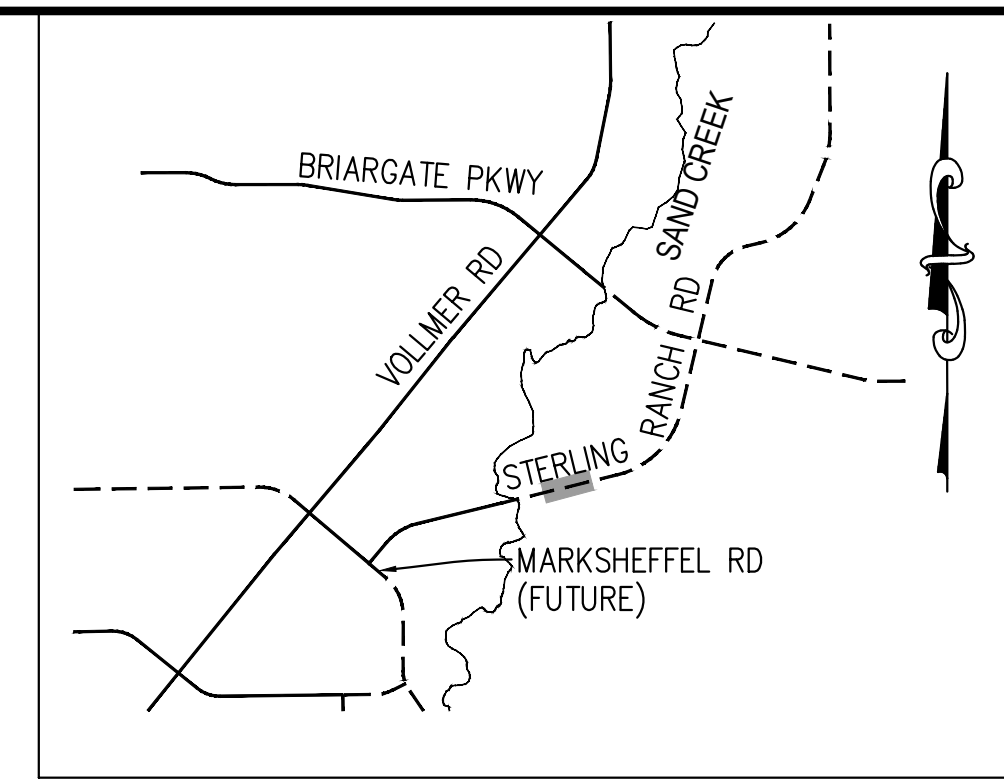 BRIARGATE PKWY
SAND CREEK
VOLLMER RD
STERLING RANCH RD
MARKSHEFFEL RD
(FUTURE)